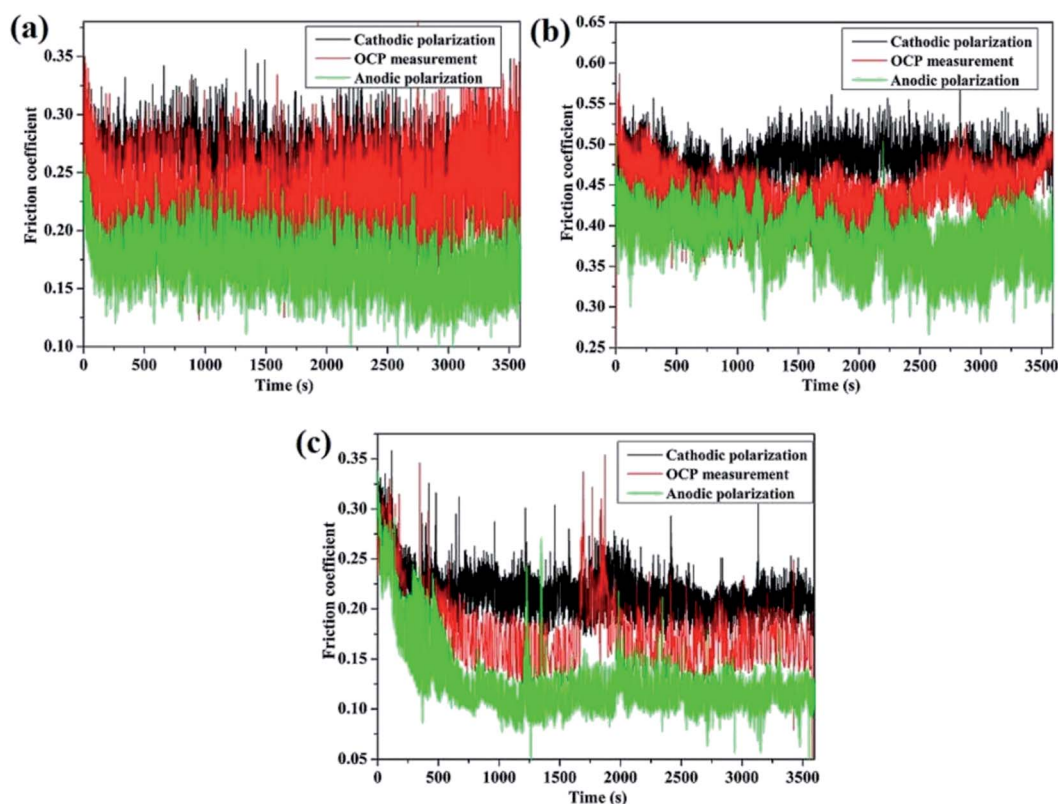 (a)
Cathodic polarization
OCP measurement
Anodic polarization
Friction coefficient
0.35
0.30
0.25
0.20
0.15
0.10
0 500 1000 1500 2000 2500 3000 3500
Time (s)
(b)
Cathodic polarization
OCP measurement
Anodic polarization
Friction coefficient
0.65
0.60
0.55
0.50
0.45
0.40
0.35
0.30
0.25
0 500 1000 1500 2000 2500 3000 3500
Time (s)
(c)
Cathodic polarization
OCP measurement
Anodic polarization
Friction coefficient
0.35
0.30
0.25
0.20
0.15
0.10
0.05
0 500 1000 1500 2000 2500 3000 3500
Time (s)